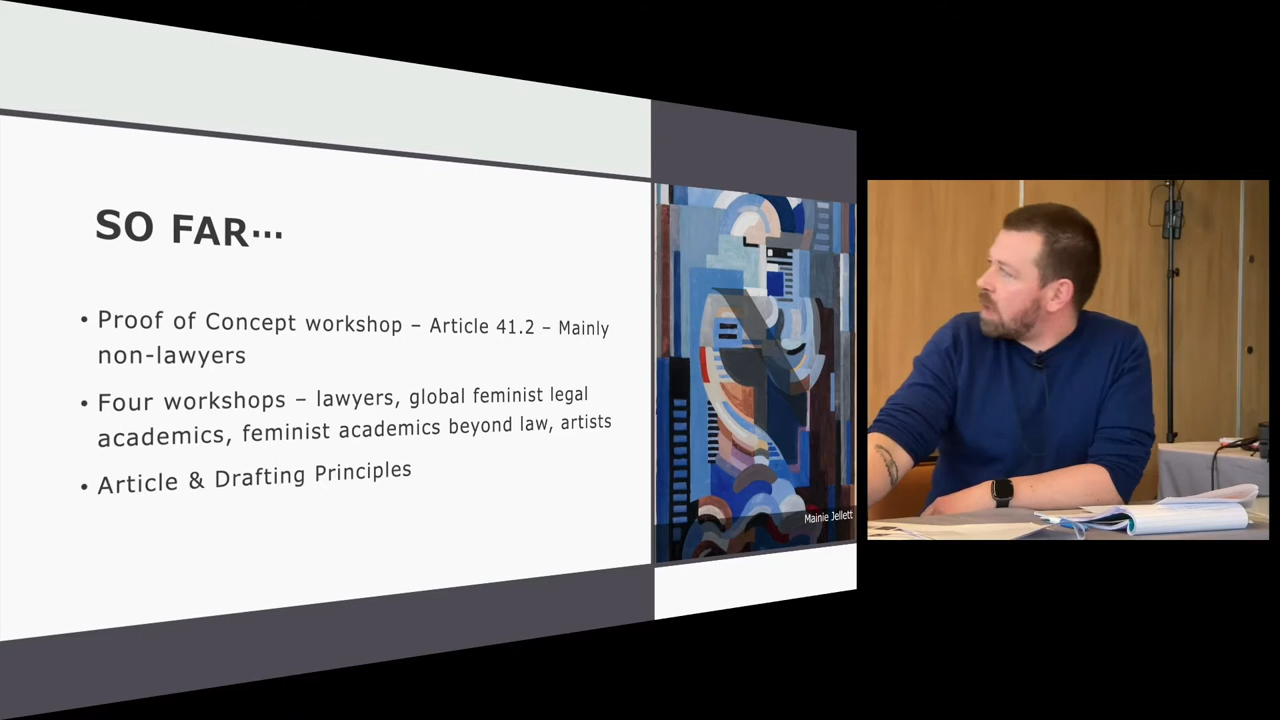 SO FAR…
• Proof of Concept workshop – Article 41.2 – Mainly
non-lawyers
• Four workshops – lawyers, global feminist legal
academics, feminist academics beyond law, artists
• Article & Drafting Principles
Mainie Jellett